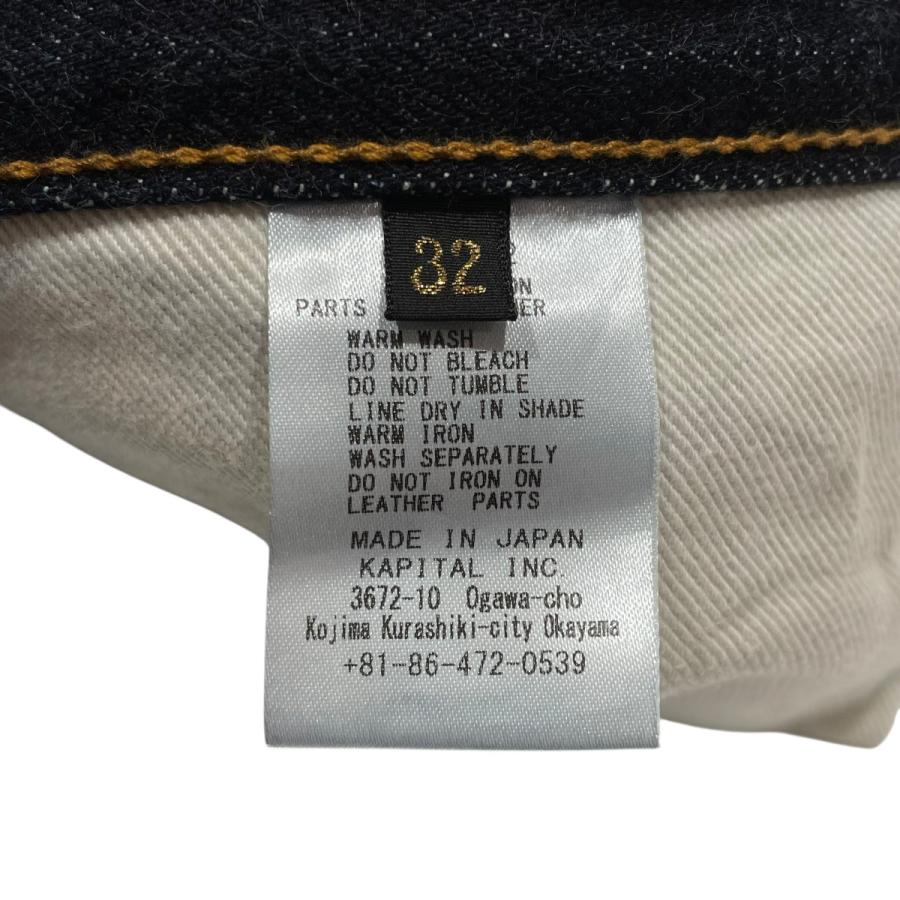 32
PARTS
WARM WASH
DO NOT BLEACH
DO NOT TUMBLE
LINE DRY IN SHADE
WARM IRON
WASH SEPARATELY
DO NOT IRON ON
LEATHER PARTS
MADE IN JAPAN
KAPITAL INC.
3672-10 Ogawa-cho
Kojima Kurashiki-city Okayama
+81-86-472-0539